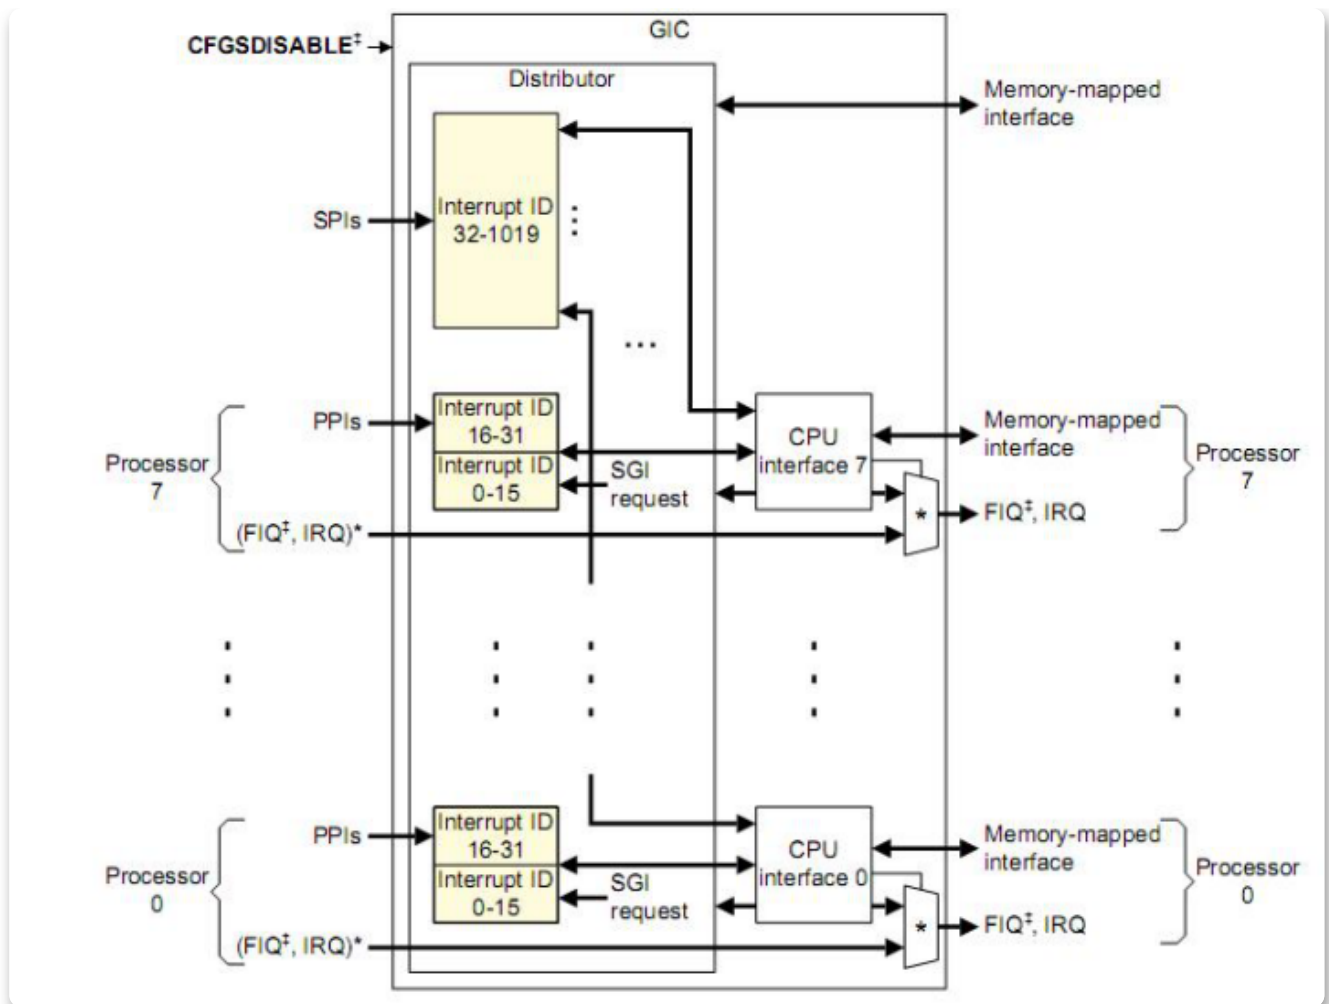 GIC
CFGSDISABLE‡
Distributor
Memory-mapped
interface
SPIs
Interrupt ID
32-1019
Processor
7
PPIs
Interrupt ID
16-31
Interrupt ID
0-15
SGI
request
(FIQ‡, IRQ)*
CPU
interface 7
*
Memory-mapped
interface
FIQ‡, IRQ
Processor
7
Processor
0
PPIs
Interrupt ID
16-31
Interrupt ID
0-15
SGI
request
(FIQ‡, IRQ)*
CPU
interface 0
*
Memory-mapped
interface
FIQ‡, IRQ
Processor
0